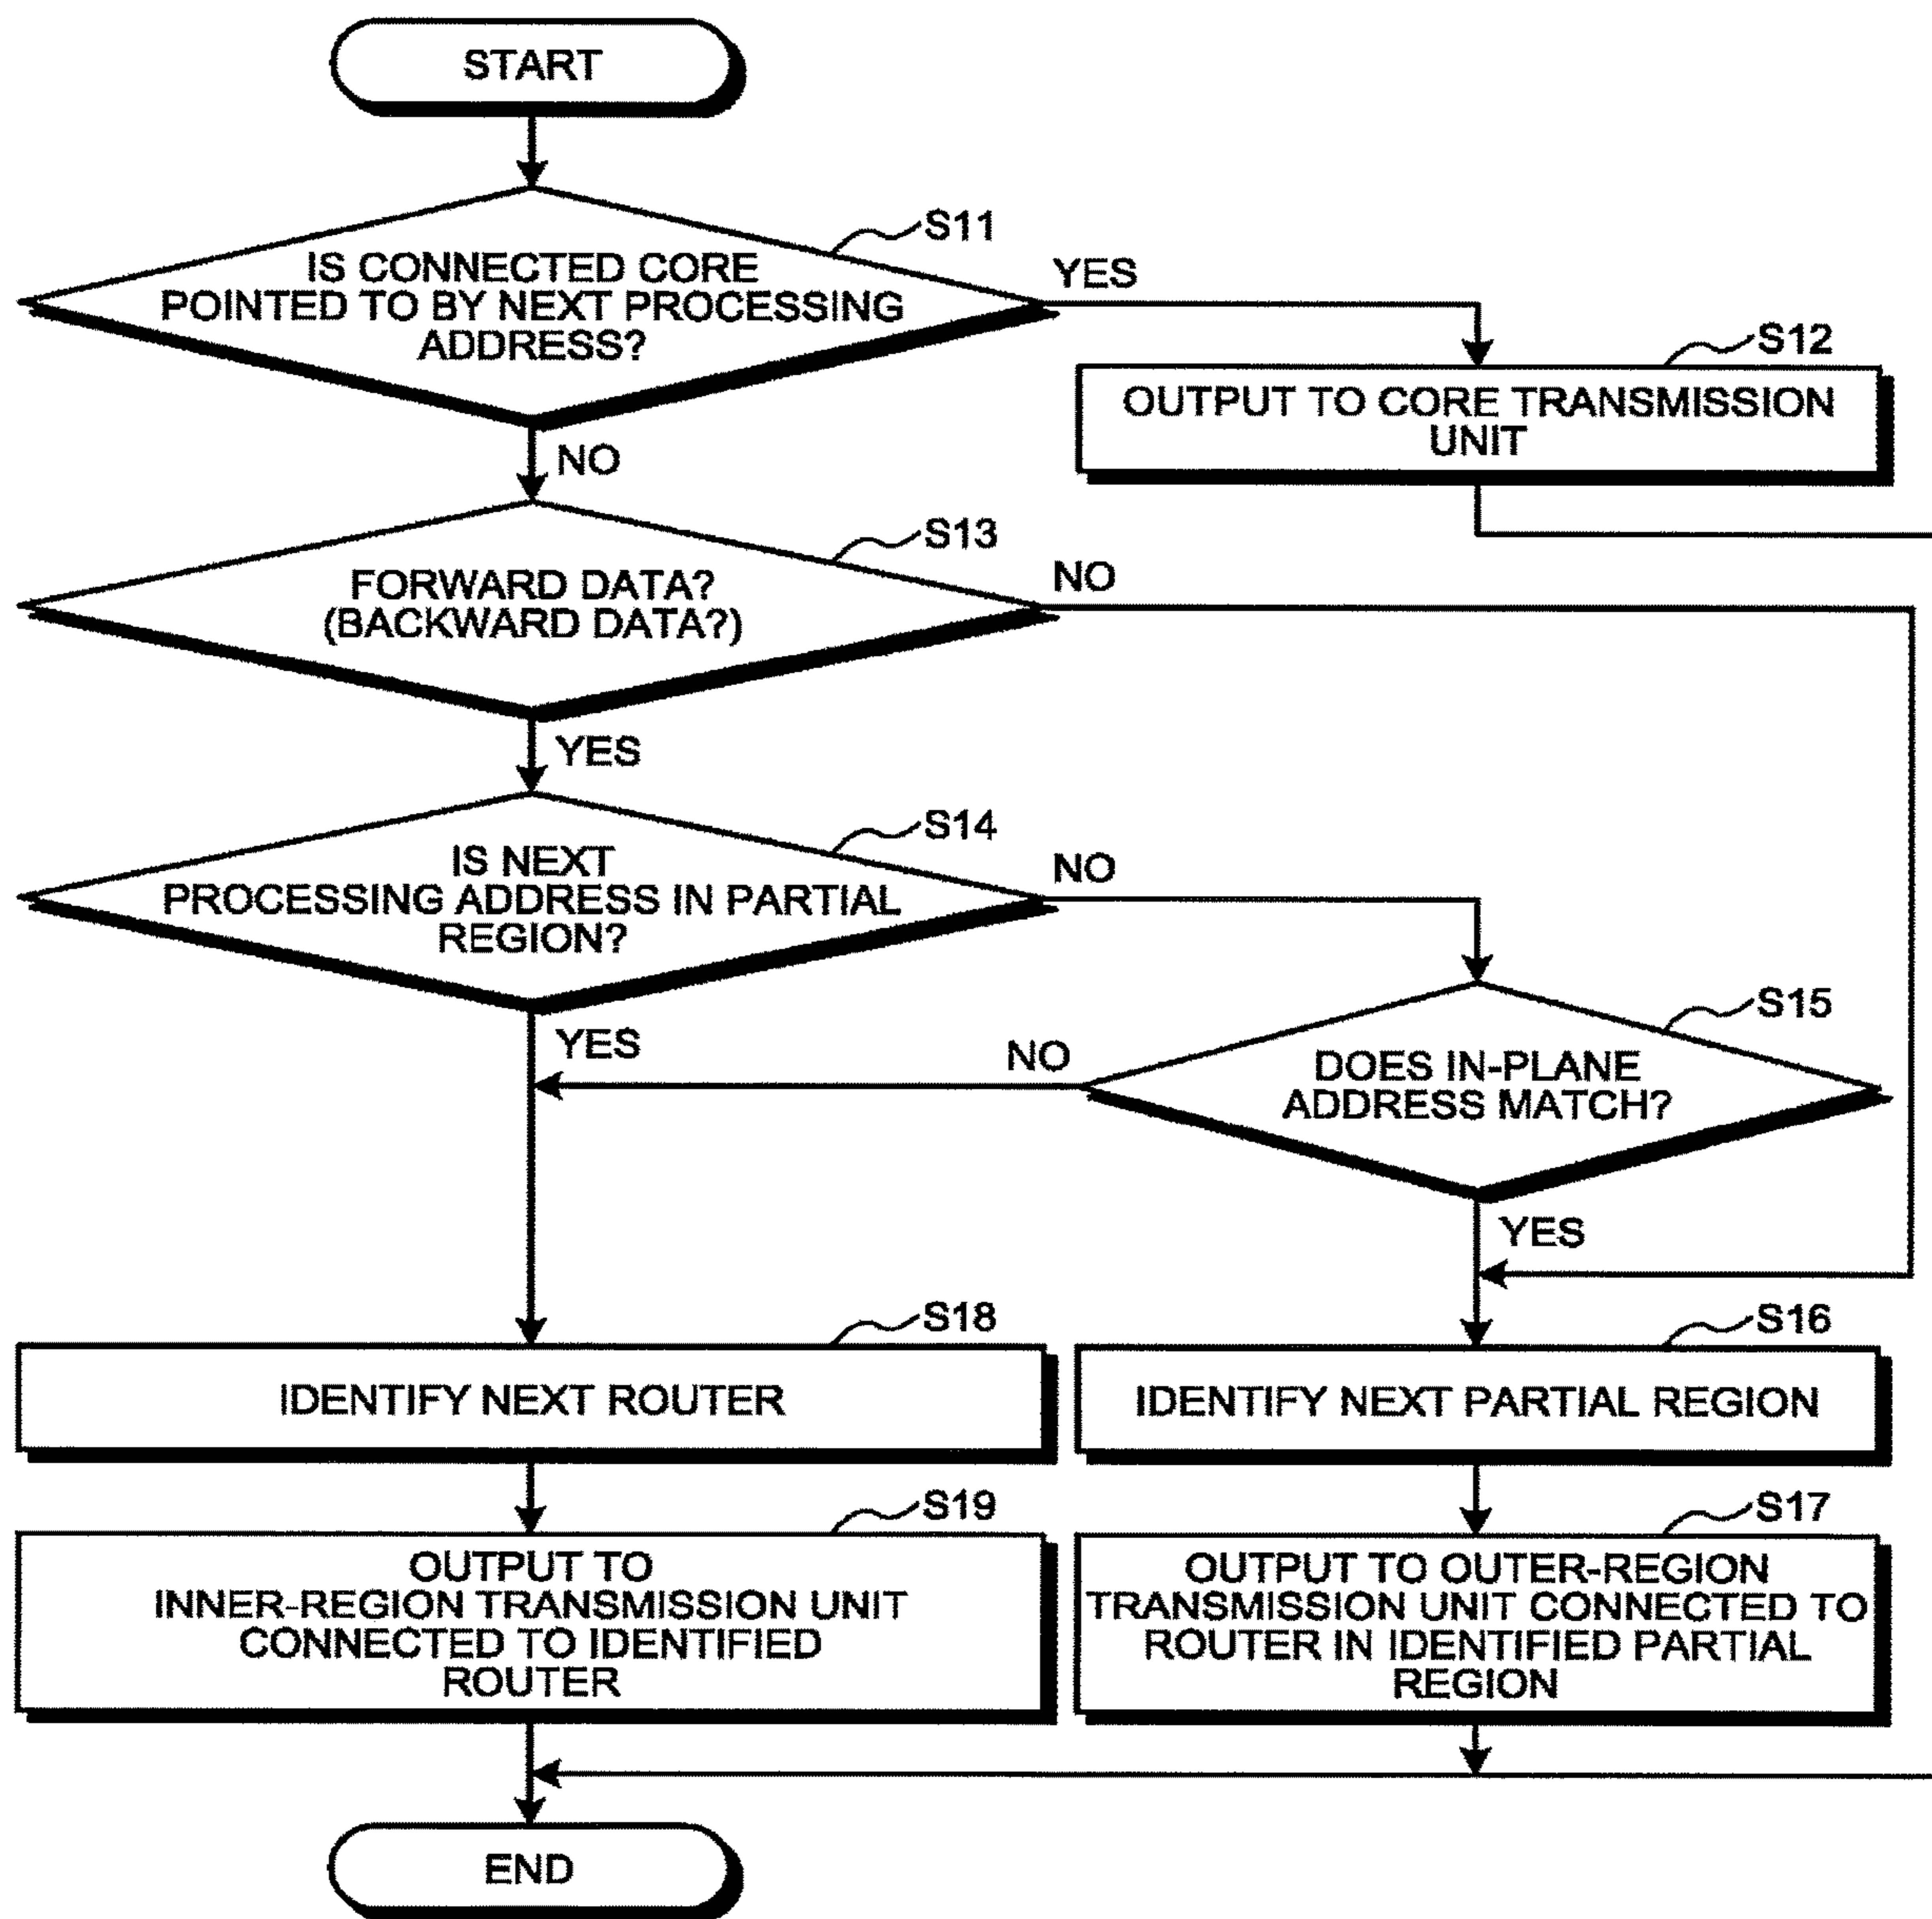 START
S11
IS CONNECTED CORE
POINTED TO BY NEXT PROCESSING
ADDRESS?
YES
S12
OUTPUT TO CORE TRANSMISSION
UNIT
NO
S13
FORWARD DATA?
(BACKWARD DATA?)
NO
YES
S14
IS NEXT
PROCESSING ADDRESS IN PARTIAL
REGION?
NO
S15
DOES IN-PLANE
ADDRESS MATCH?
YES
NO
YES
S18
IDENTIFY NEXT ROUTER
S16
IDENTIFY NEXT PARTIAL REGION
S19
OUTPUT TO
INNER-REGION TRANSMISSION UNIT
CONNECTED TO IDENTIFIED
ROUTER
S17
OUTPUT TO OUTER-REGION
TRANSMISSION UNIT CONNECTED TO
ROUTER IN IDENTIFIED PARTIAL
REGION
END